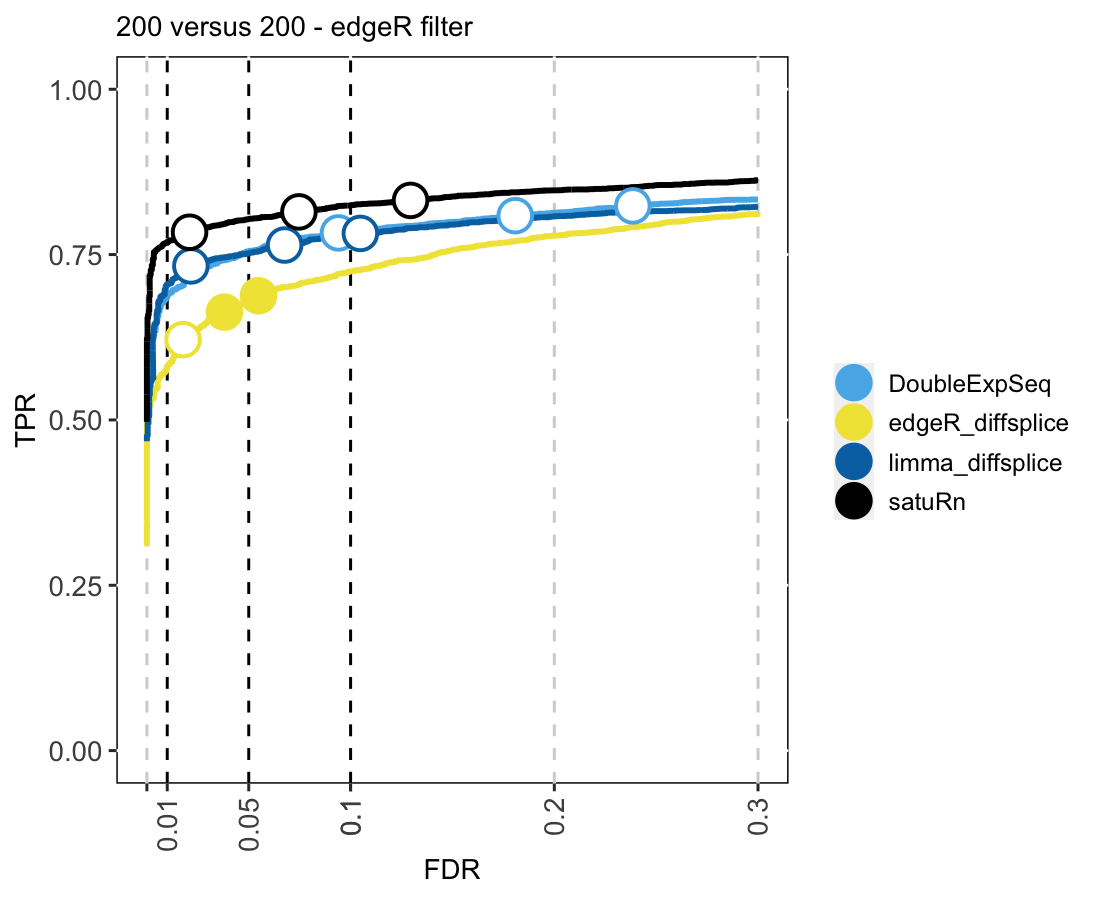 200 versus 200 - edgeR filter
1.00
0.75
0.50
0.25
0.00
TPR
0.01
0.05
0.1
0.2
0.3
FDR
DoubleExpSeq
edgeR_diffsplice
limma_diffsplice
satuRn